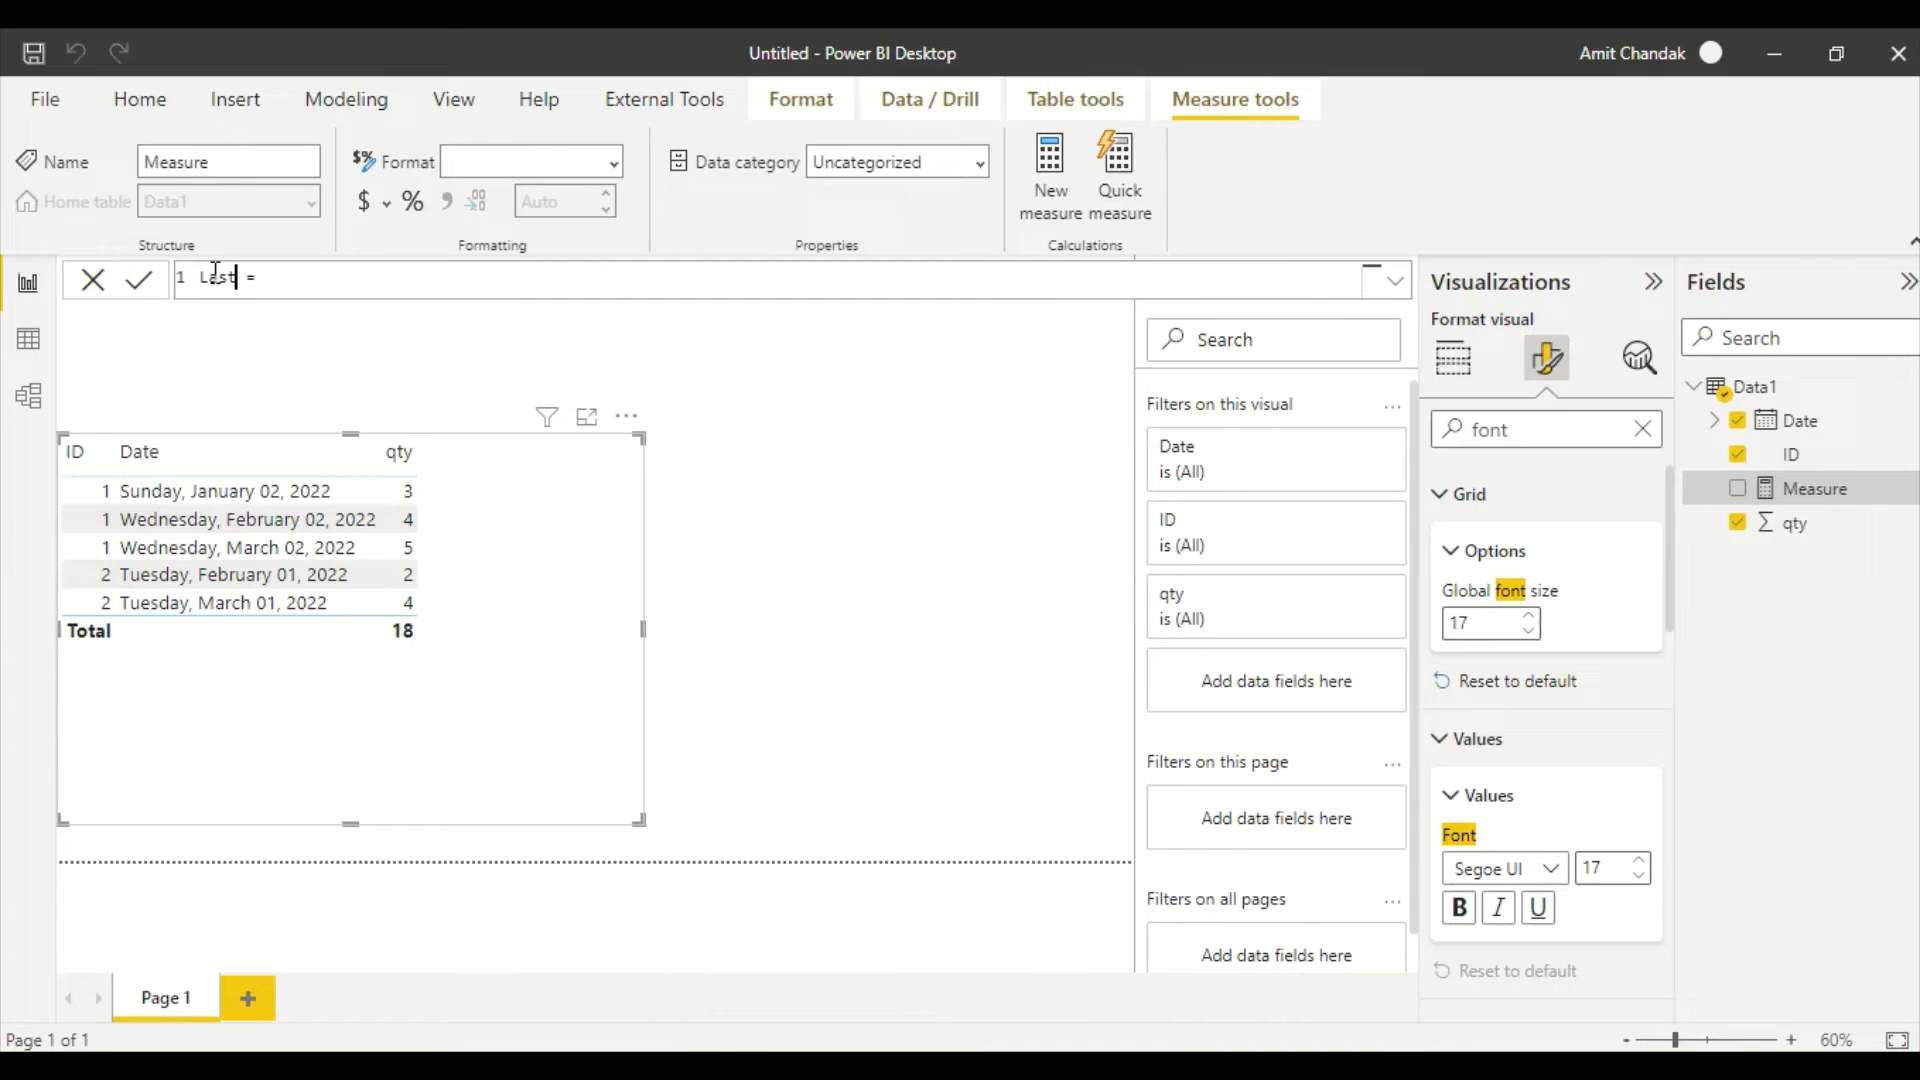 Untitled - Power BI Desktop
Amit Chandak
File Home Insert Modeling View Help External Tools Format Data / Drill Table tools Measure tools
Name Measure
Home table Data1
Structure
$% Format
$ % 9 .00 Auto
Formatting
Data category Uncategorized
Properties
New measure
Quick measure
Calculations
1 Last =
ID Date qty
1 Sunday, January 02, 2022 3
1 Wednesday, February 02, 2022 4
1 Wednesday, March 02, 2022 5
2 Tuesday, February 01, 2022 2
2 Tuesday, March 01, 2022 4
Total 18
Search
Filters on this visual ...
Date
is (All)
ID
is (All)
qty
is (All)
Add data fields here
Filters on this page ...
Add data fields here
Filters on all pages ...
Add data fields here
Visualizations
Format visual
font
Grid
Options
Global font size
17
Reset to default
Values
Values
Font
Segoe UI 17
B I U
Reset to default
Fields
Search
Data1
Date
ID
Measure
∑ qty
Page 1
Page 1 of 1
- + 60%